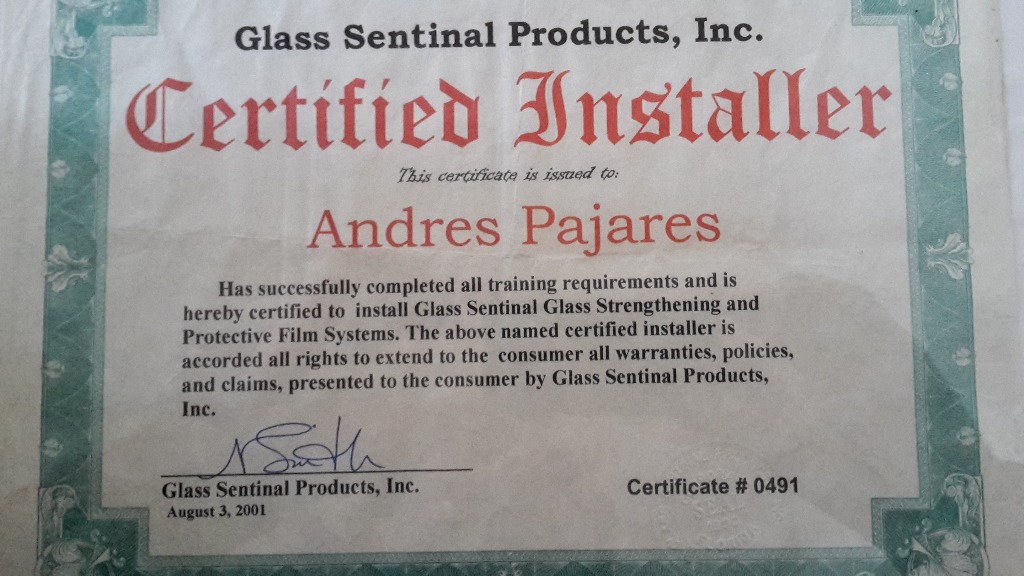 Glass Sentinal Products, Inc.
Certified Installer
This certificate is issued to:
Andres Pajares
Has successfully completed all training requirements and is
hereby certified to install Glass Sentinal Glass Strengthening and
Protective Film Systems. The above named certified installer is
accorded all rights to extend to the consumer all warranties, policies,
and claims, presented to the consumer by Glass Sentinal Products,
Inc.
Glass Sentinal Products, Inc.
Certificate # 0491
August 3, 2001